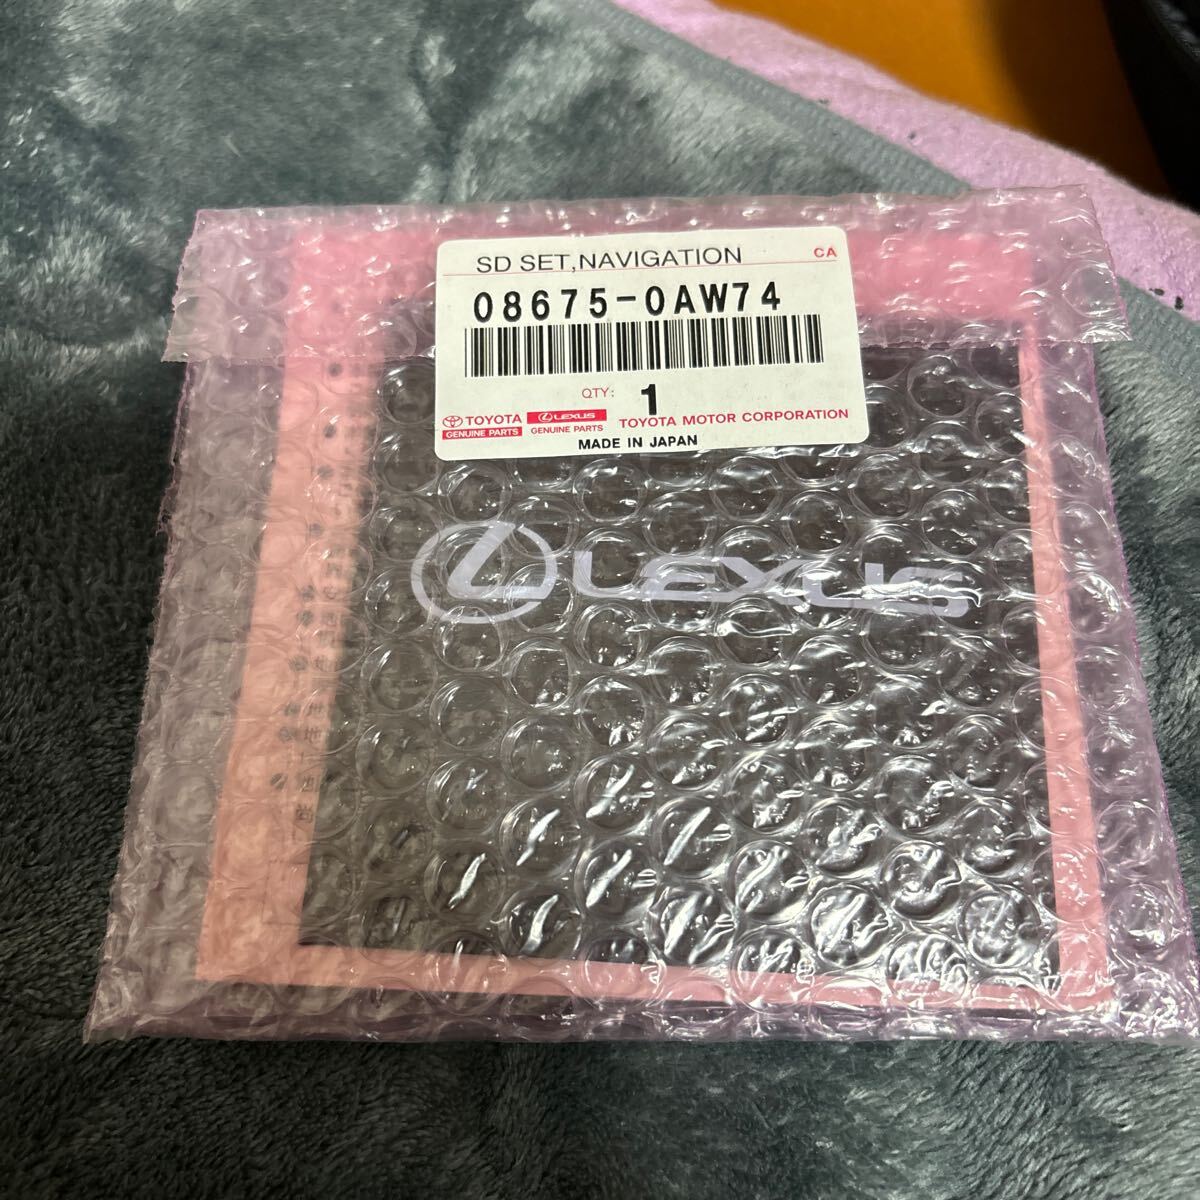 SD SET,NAVIGATION
CA
08675-0AW74
QTY: 1
TOYOTA
GENUINE PARTS
LEXUS
GENUINE PARTS
TOYOTA MOTOR CORPORATION
MADE IN JAPAN
LEXUS